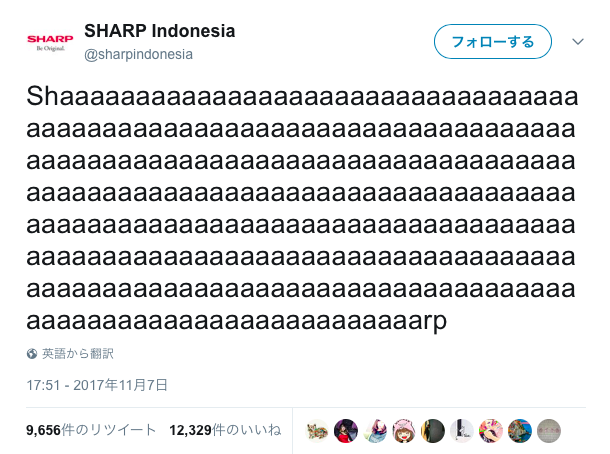 SHARP
Be Original.
SHARP Indonesia
@sharpindonesia
フォローする
Shaaaaaaaaaaaaaaaaaaaaaaaaaaaaaaaaaa
aaaaaaaaaaaaaaaaaaaaaaaaaaaaaaaaaaaa
aaaaaaaaaaaaaaaaaaaaaaaaaaaaaaaaaaaa
aaaaaaaaaaaaaaaaaaaaaaaaaaaaaaaaaaaa
aaaaaaaaaaaaaaaaaaaaaaaaaaaaaaaaaaaa
aaaaaaaaaaaaaaaaaaaaaaaaaaaaaaaaaaaa
aaaaaaaaaaaaaaaaaaaaaaaaaaaaaaaaaaaa
aaaaaaaaaaaaaaaaaaaaaaaaaarp
英語から翻訳
17:51 - 2017年11月7日
9,656件のリツイート 12,329件のいいね